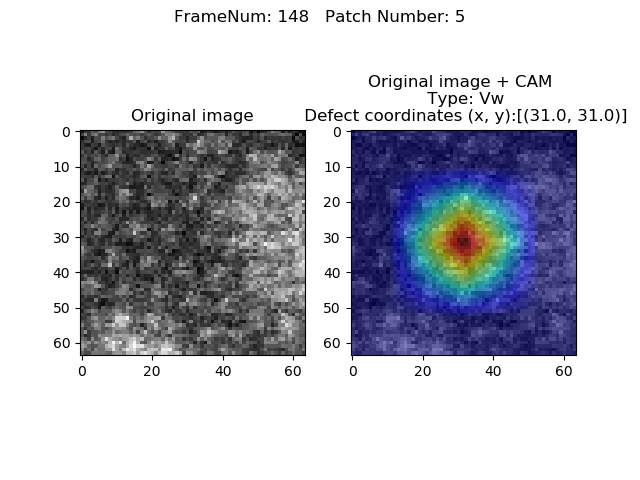 FrameNum: 148   Patch Number: 5
Original image
0
10
20
30
40
50
60
0 20 40 60
Original image + CAM
Type: Vw
Defect coordinates (x, y):[(31.0, 31.0)]
0
10
20
30
40
50
60
0 20 40 60